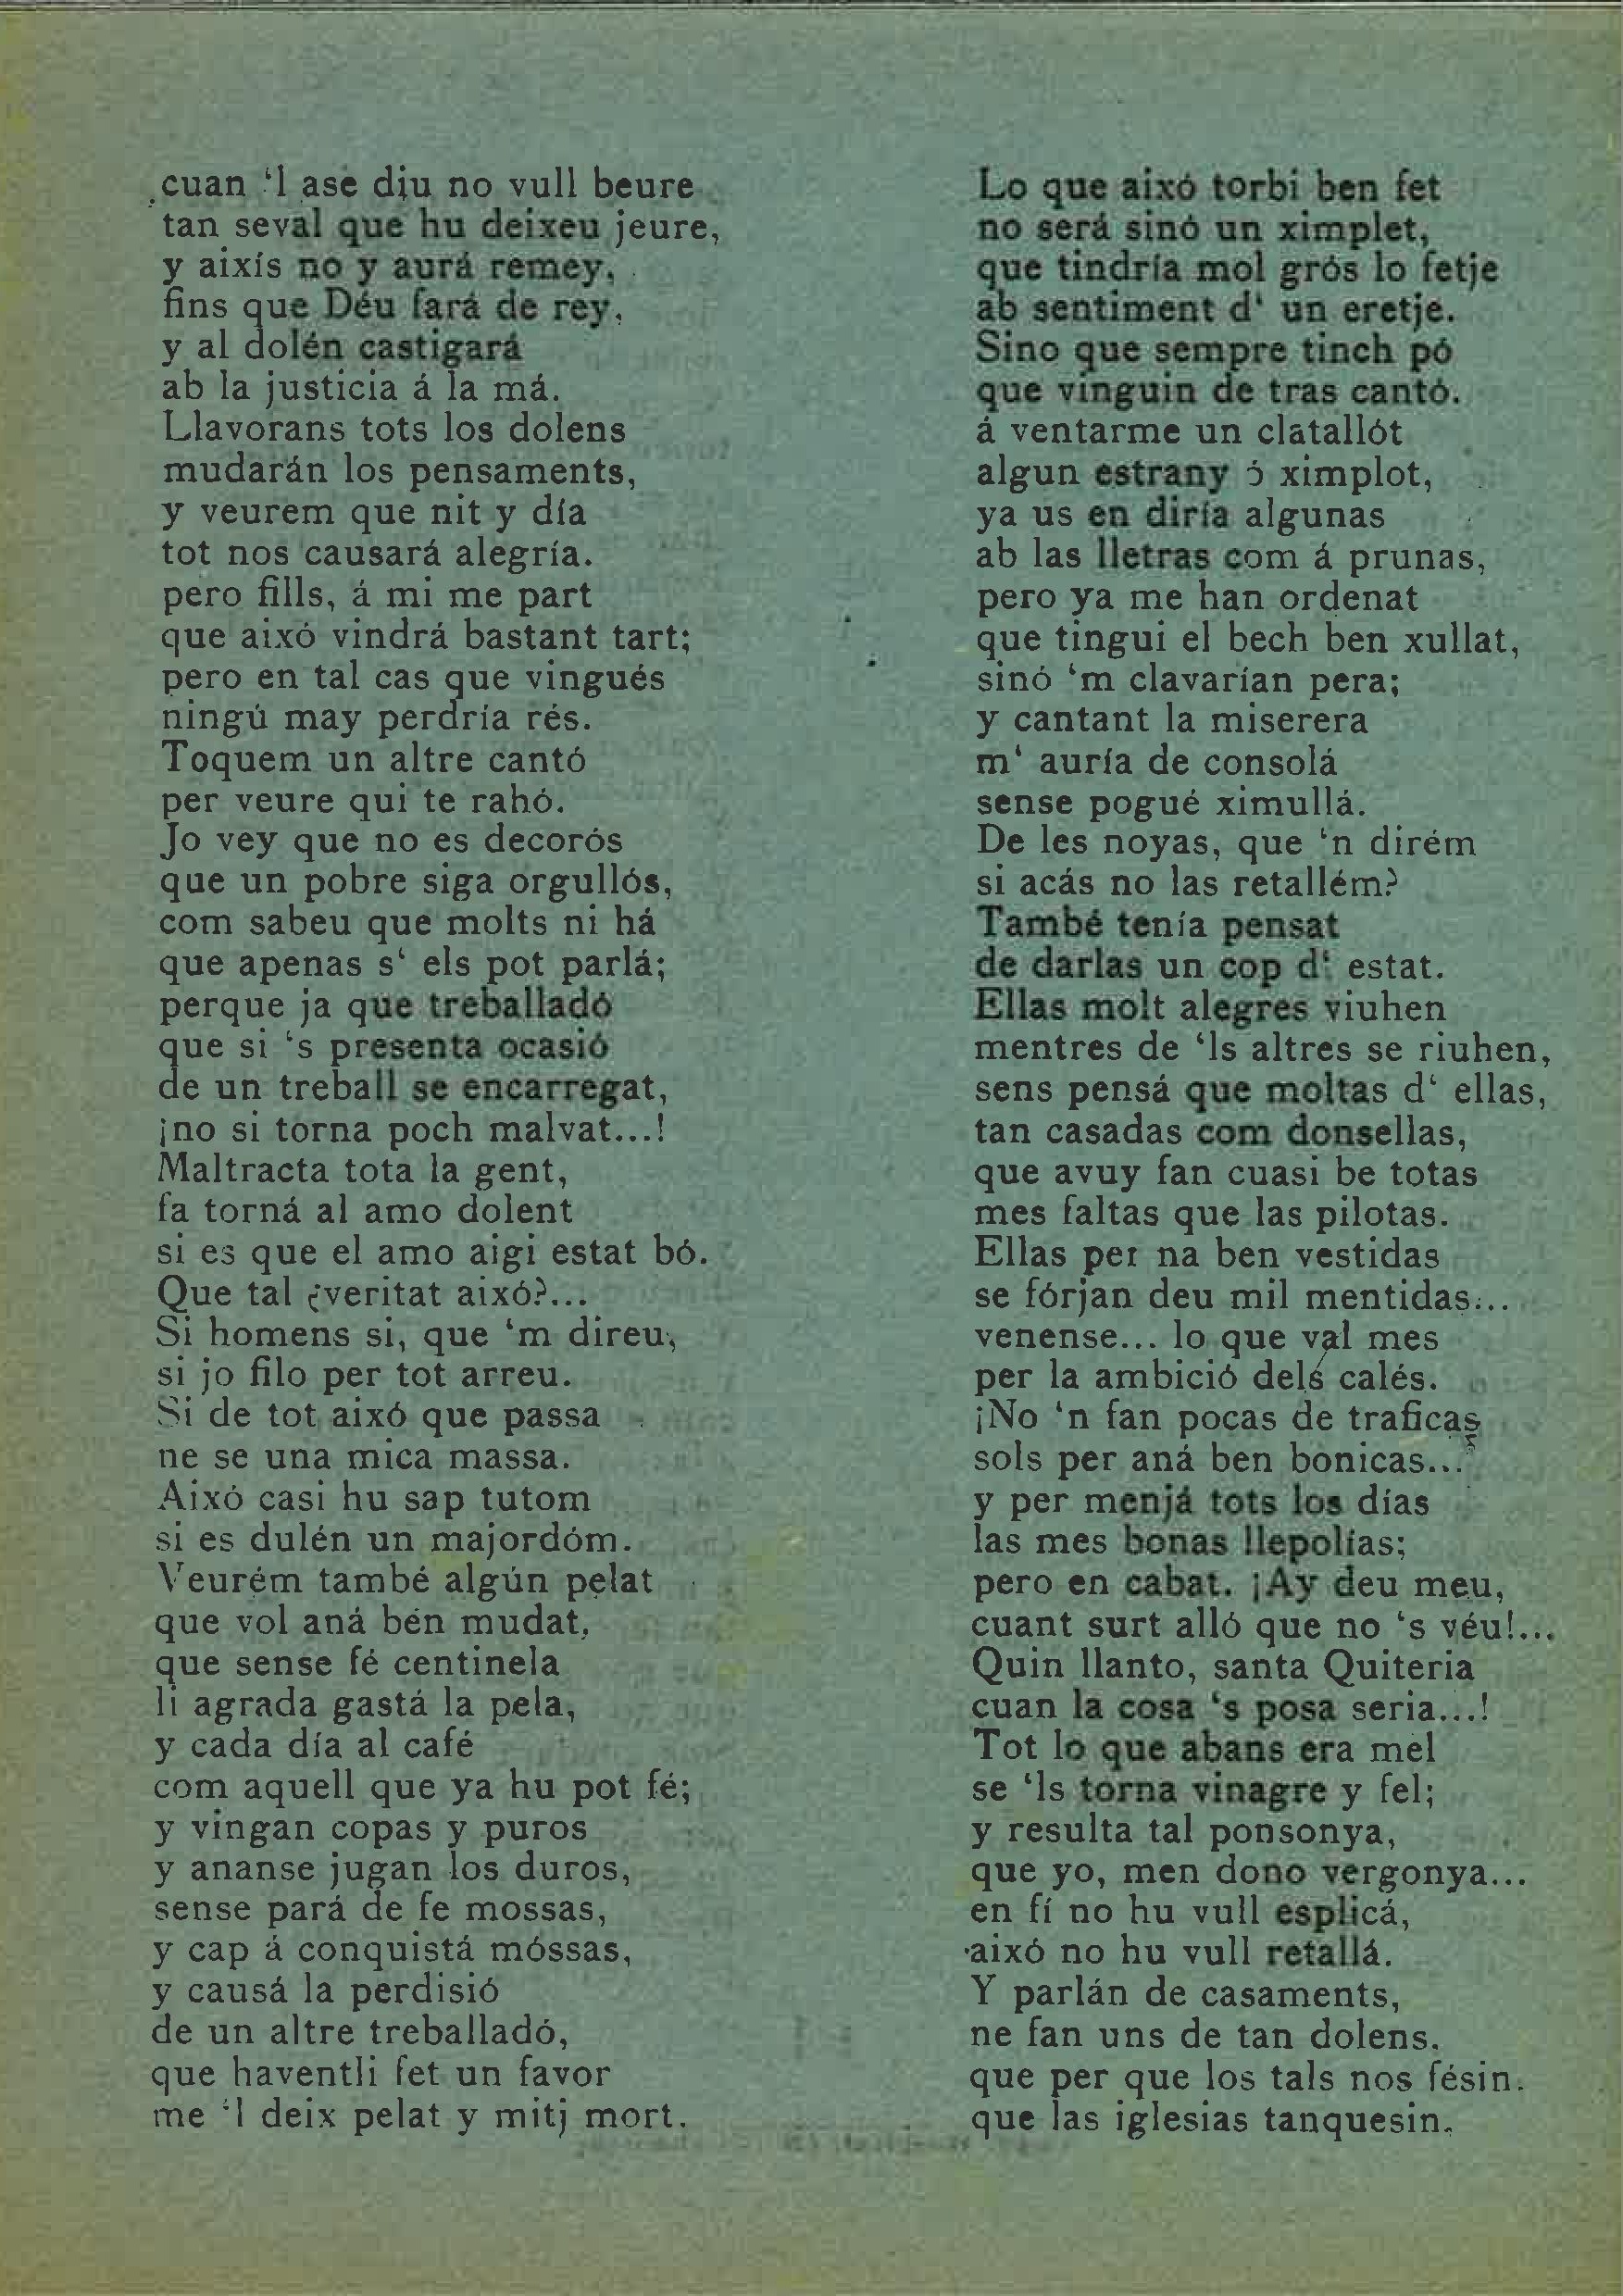 cuan ‘l ase diu no vull beure
tan seval que hu deixeu jeure,
y aixís no y aurá remey,
fins que Déu fará de rey,
y al dolén castigará
ab la justicia á la má.
Llavorans tots los dolens
mudarán los pensaments,
y veurem que nit y día
tot nos causará alegría.
pero fills, á mi me part
que aixó vindrá bastant tart;
pero en tal cas que vingués
ningú may perdría rés.
Toquem un altre cantó
per veure qui te rahó.
Jo vey que no es decorós
que un pobre siga orgullós,
com sabeu que molts ni há
que apenas s‘ els pot parlá;
perque ja que treballadó
que si ‘s presenta ocasió
de un treball se encarregat,
¡no si torna poch malvat...!
Maltracta tota la gent,
fa torná al amo dolent
si es que el amo aigi estat bó.
Que tal ¿veritat aixó?...
Si homens si, que ‘m direu,
si jo filo per tot arreu.
Si de tot aixó que passa
ne se una mica massa.
Aixó casi hu sap tutom
si es dulén un majordóm.
Veurém també algún pelat
que vol aná bén mudat,
que sense fé centinela
li agrada gastá la pela,
y cada día al café
com aquell que ya hu pot fé;
y vingan copas y puros
y ananse jugan los duros,
sense pará de fe mossas,
y cap á conquistá móssas,
y causá la perdisió
de un altre treballadó,
que haventli fet un favor
me ‘l deix pelat y mitj mort.
Lo que aixó torbi ben fet
no será sinó un ximplet,
que tindría mol grós lo fetje
ab sentiment d‘ un eretje.
Sino que sempre tinch pó
que vinguin de tras cantó.
á ventarme un clatallót
algun estrany ó ximplot,
ya us en diría algunas
ab las lletras com á prunas,
pero ya me han ordenat
que tingui el bech ben xullat,
sinó ‘m clavarían pera;
y cantant la miserera
m‘ auría de consolá
sense pogué ximullá.
De les noyas, que ‘n dirém
si acás no las retallém?
També tenía pensat
de darlas un cop d‘ estat.
Ellas molt alegres viuhen
mentres de ‘ls altres se riuhen,
sens pensá que moltas d‘ ellas,
tan casadas com donsellas,
que avuy fan cuasi be totas
mes faltas que las pilotas.
Ellas per na ben vestidas
se fórjan deu mil mentidas...
venense... lo que val mes
per la ambició dels calés.
¡No ‘n fan pocas de traficas
sols per aná ben bonicas...
y per menjá tots los días
las mes bonas llepolías;
pero en cabat. ¡Ay deu meu,
cuant surt alló que no ‘s véu!...
Quin llanto, santa Quiteria
cuan la cosa ‘s posa seria...!
Tot lo que abans era mel
se ‘ls torna vinagre y fel;
y resulta tal ponsonya,
que yo, men dono vergonya...
en fí no hu vull esplicá,
aixó no hu vull retallá.
Y parlán de casaments,
ne fan uns de tan dolens.
que per que los tals nos fésin.
que las iglesias tanquesin.